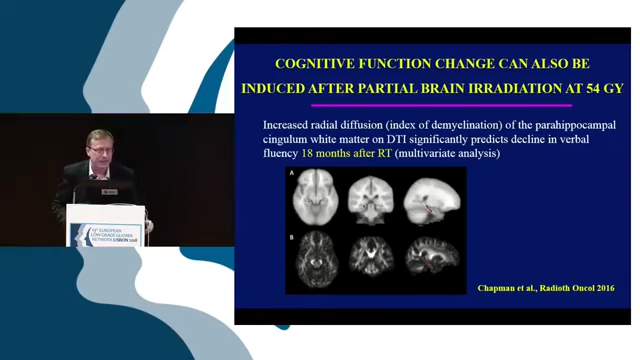 COGNITIVE FUNCTION CHANGE CAN ALSO BE
INDUCED AFTER PARTIAL BRAIN IRRADIATION AT 54 GY
Increased radial diffusion (index of demyelination) of the parahippocampal
cingulum white matter on DTI significantly predicts decline in verbal
fluency 18 months after RT (multivariate analysis)
A
B
Chapman et al., Radioth Oncol 2016
EUROPEAN
LOW-GRADE GLIOMA
NETWORK LISBON 2018